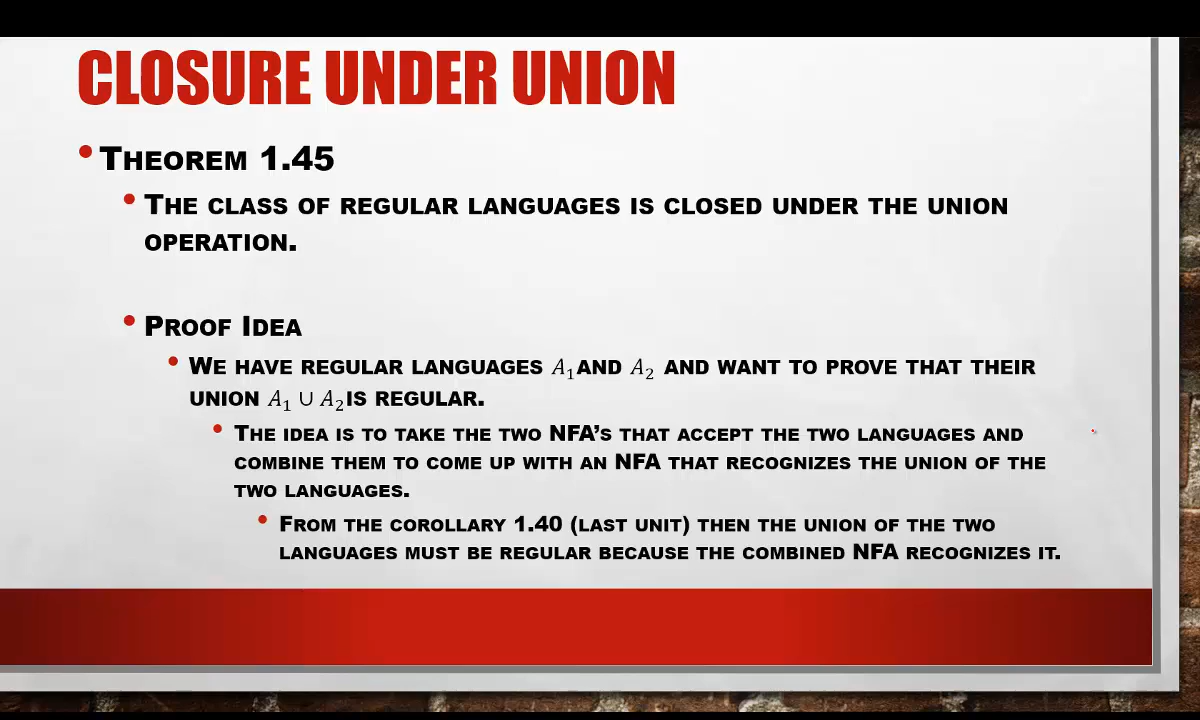 CLOSURE UNDER UNION
• THEOREM 1.45
• THE CLASS OF REGULAR LANGUAGES IS CLOSED UNDER THE UNION
OPERATION.
• PROOF IDEA
• WE HAVE REGULAR LANGUAGES A₁AND A₂ AND WANT TO PROVE THAT THEIR
UNION A₁ ∪ A₂IS REGULAR.
• THE IDEA IS TO TAKE THE TWO NFA’S THAT ACCEPT THE TWO LANGUAGES AND
COMBINE THEM TO COME UP WITH AN NFA THAT RECOGNIZES THE UNION OF THE
TWO LANGUAGES.
• FROM THE COROLLARY 1.40 (LAST UNIT) THEN THE UNION OF THE TWO
LANGUAGES MUST BE REGULAR BECAUSE THE COMBINED NFA RECOGNIZES IT.